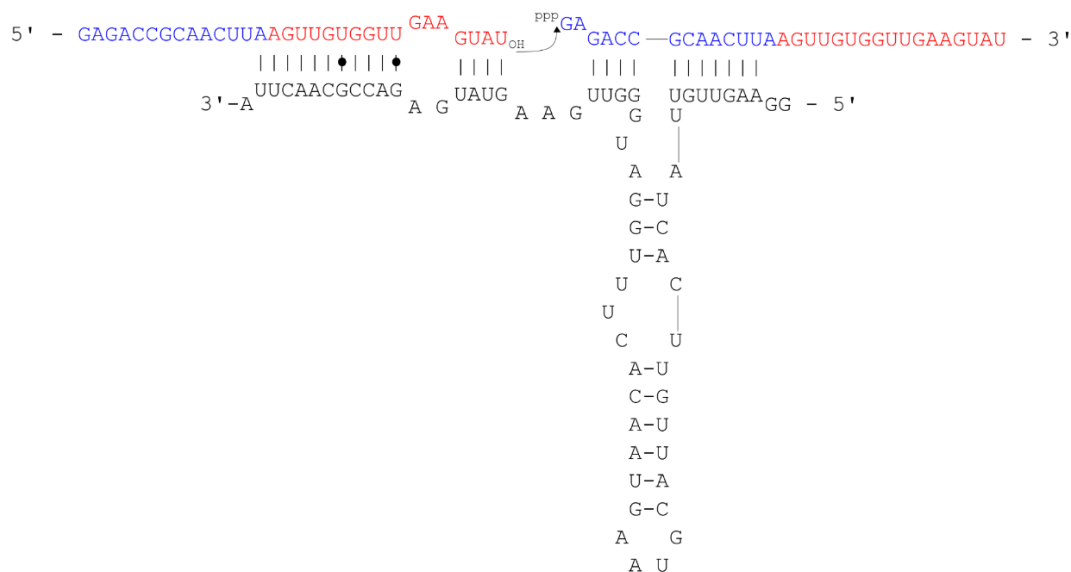 5' - GAGACCGCAACUUAAGUUGUGGUU GAA GUAU OH ppp GA GACC GCAACUUAAGUUGUGGUUGAAGUAU - 3'
3'-A UUCAACGCCAG A G UAUG A A G UUGG UGUUGAA GG - 5'
G U
U
A A
G-U
G-C
U-A
U C
U
C U
A-U
C-G
A-U
A-U
U-A
G-C
A G
A U